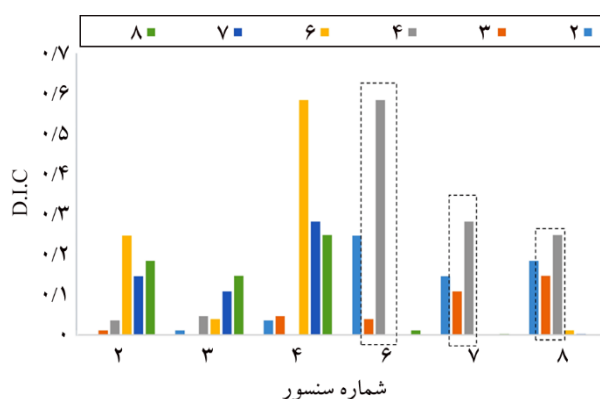 ۲ ۳ ۴ ۶ ۷ ۸
۰/۷
۰/۶
۰/۵
۰/۴
۰/۳
۰/۲
۰/۱
۰
D.I.C
۲ ۳ ۴ ۶ ۷ ۸
شماره سنسور